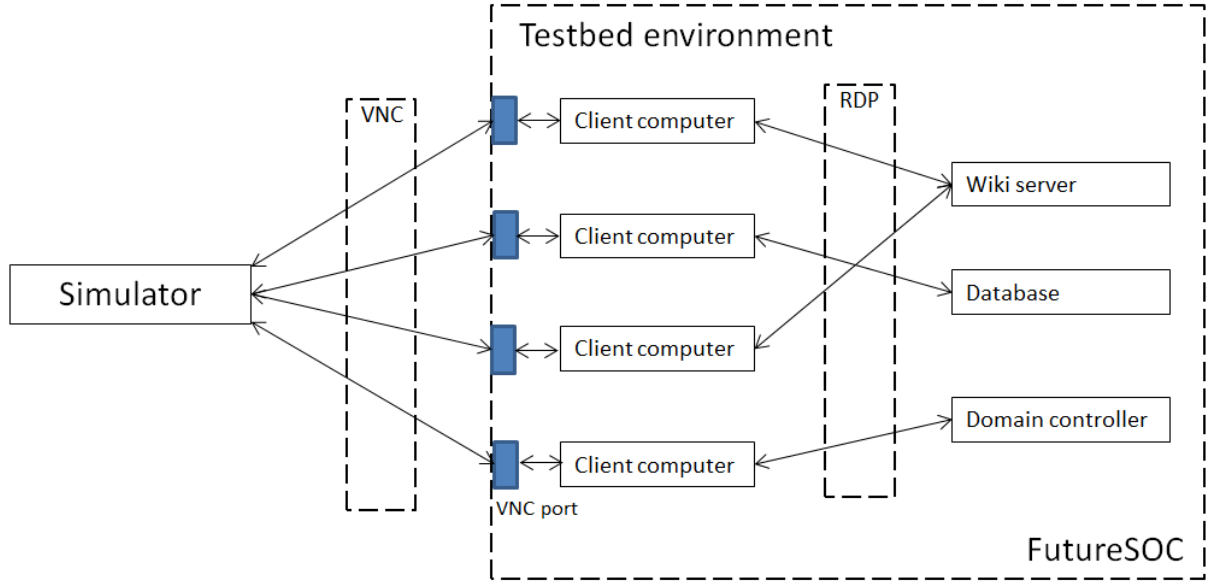 Testbed environment
VNC
RDP
Client computer
Wiki server
Client computer
Simulator
Database
Client computer
Domain controller
Client computer
VNC port
FutureSOC